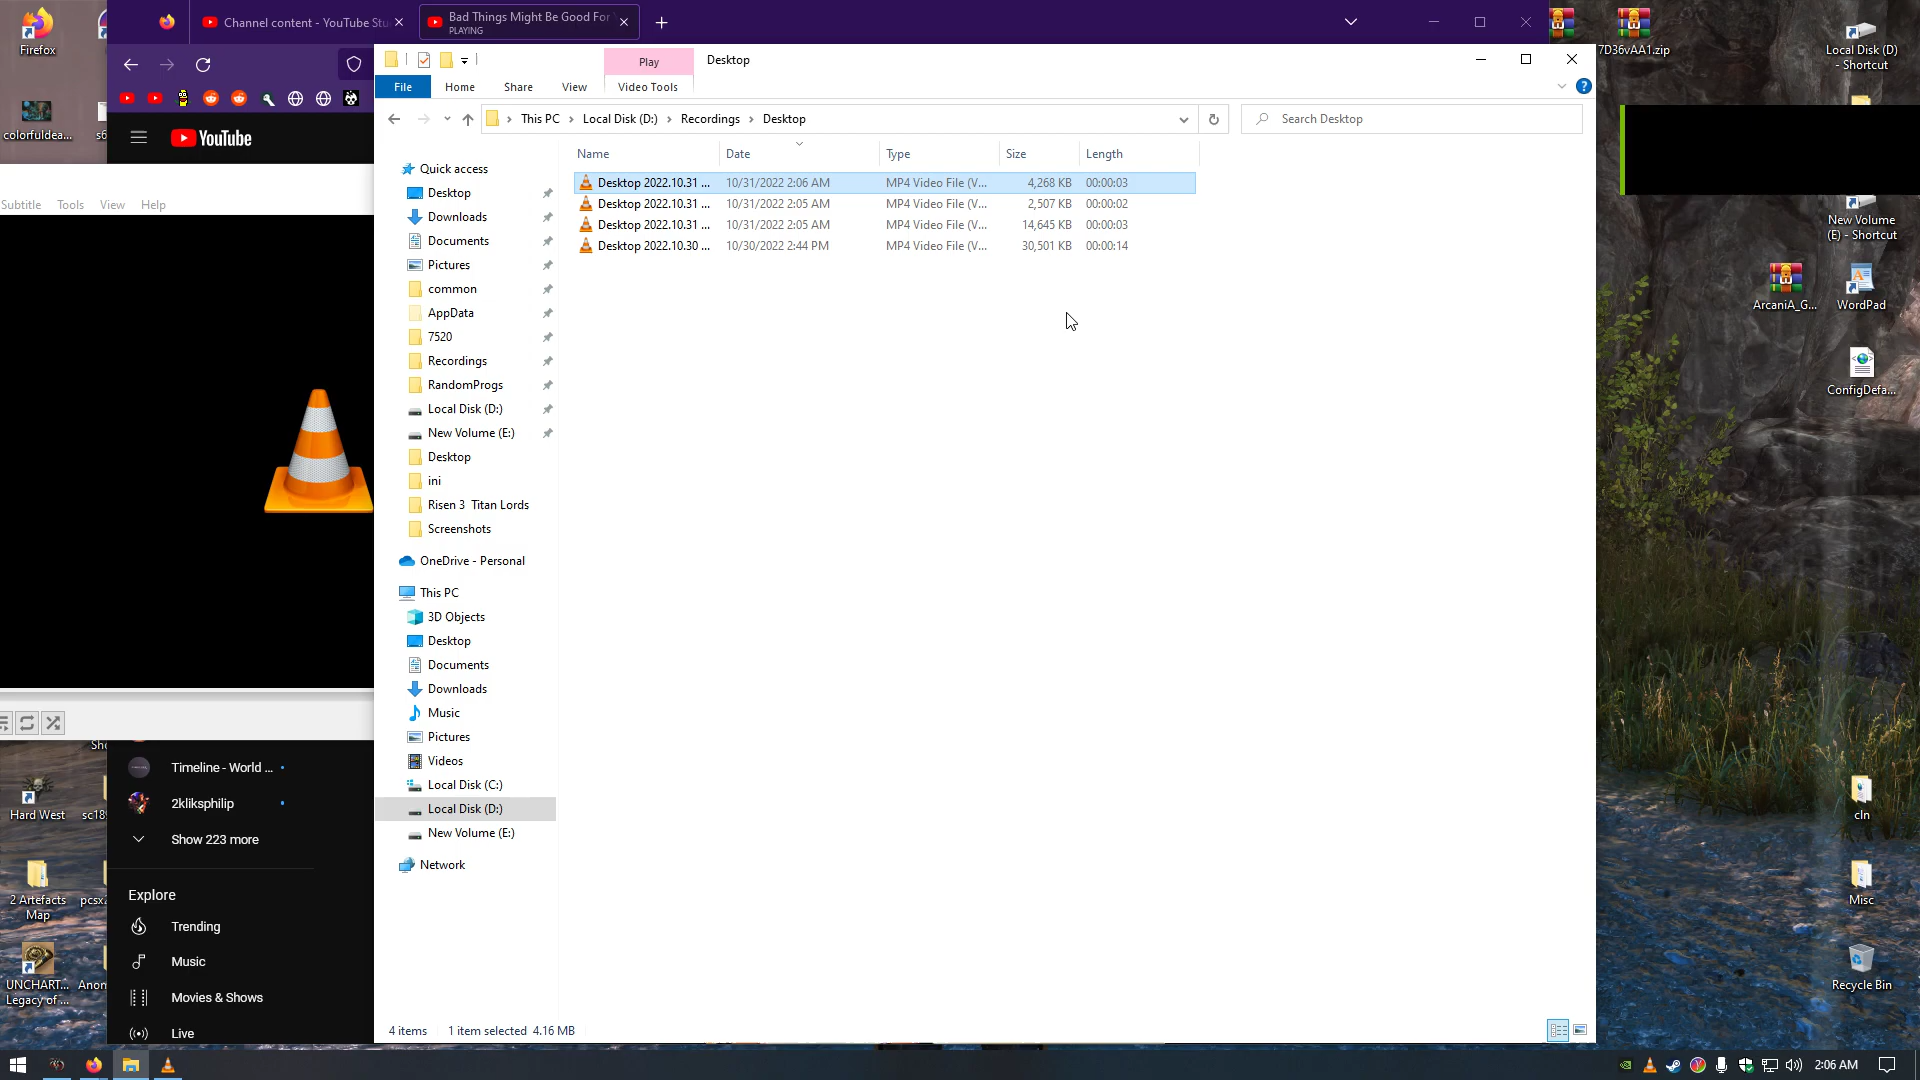 Firefox
colorfuldea...
Channel content - YouTube Stu
Bad Things Might Be Good For
PLAYING
7D36vAA1.zip
Local Disk (D)
- Shortcut
Play
Desktop
File
Home
Share
View
Video Tools
This PC
Local Disk (D:)
Recordings
Desktop
Search Desktop
YouTube
Subtitle
Tools
View
Help
Name
Date
Type
Size
Length
Desktop 2022.10.31 ...
10/31/2022 2:06 AM
MP4 Video File (V...
4,268 KB
00:00:03
Desktop 2022.10.31 ...
10/31/2022 2:05 AM
MP4 Video File (V...
2,507 KB
00:00:02
Desktop 2022.10.31 ...
10/31/2022 2:05 AM
MP4 Video File (V...
14,645 KB
00:00:03
Desktop 2022.10.30 ...
10/30/2022 2:44 PM
MP4 Video File (V...
30,501 KB
00:00:14
Quick access
Desktop
Downloads
Documents
Pictures
common
AppData
7520
Recordings
RandomProgs
Local Disk (D:)
New Volume (E:)
Desktop
ini
Risen 3 Titan Lords
Screenshots
OneDrive - Personal
This PC
3D Objects
Desktop
Documents
Downloads
Music
Pictures
Videos
Local Disk (C:)
Local Disk (D:)
New Volume (E:)
Network
4 items
1 item selected 4.16 MB
New Volume
(E) - Shortcut
ArcaniA_G...
WordPad
ConfigDefa...
cln
Misc
Recycle Bin
Timeline - World ...
2kliksphilip
Show 223 more
Explore
Trending
Music
Movies & Shows
Live
Hard West
sc189
2 Artefacts
Map
pcsx2
UNCHART...
Legacy of ...
Anon
2:06 AM